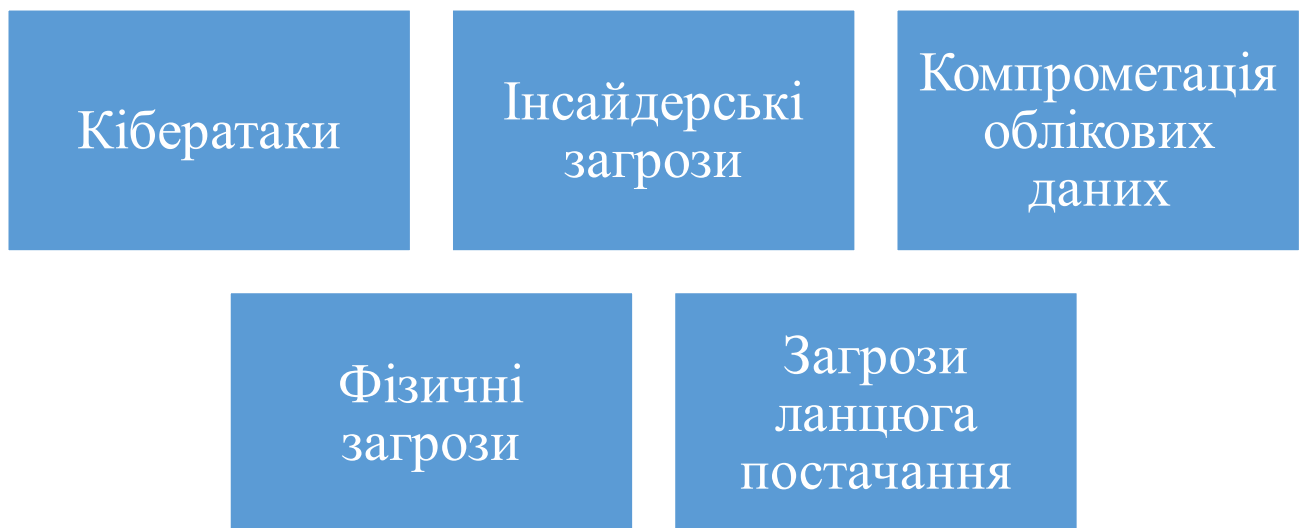 Кібератаки
Інсайдерські
загрози
Компрометація
облікових
даних
Фізичні
загрози
Загрози
ланцюга
постачання